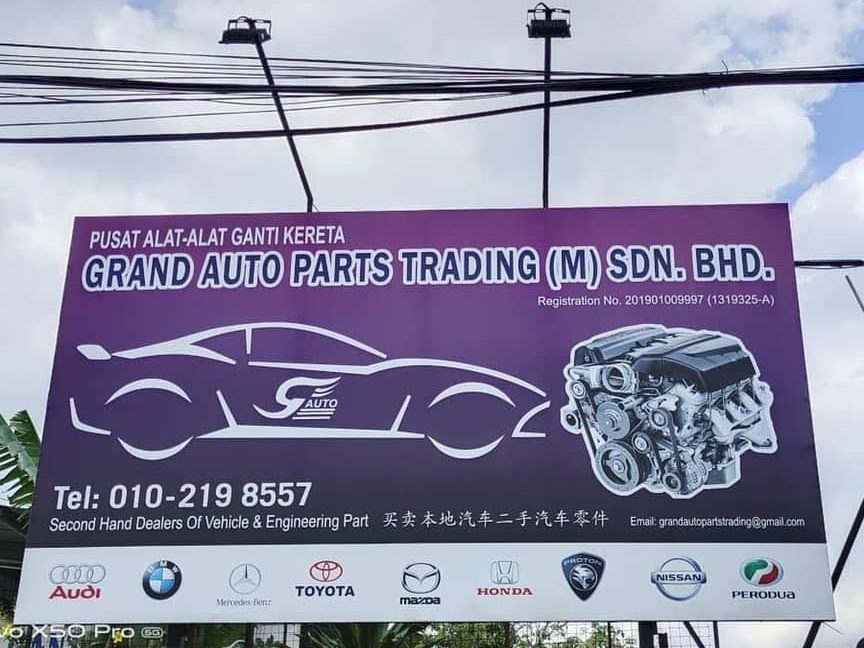 PUSAT ALAT-ALAT GANTI KERETA
GRAND AUTO PARTS TRADING (M) SDN. BHD.
Registration No. 201901009997 (1319325-A)
G AUTO
Tel: 010-219 8557
Second Hand Dealers Of Vehicle & Engineering Part 买卖本地汽车二手汽车零件 Email: grandautopartstrading@gmail.com
Audi BMW Mercedes-Benz TOYOTA mazda HONDA PROTON NISSAN PERODUA
X50 Pro 5G